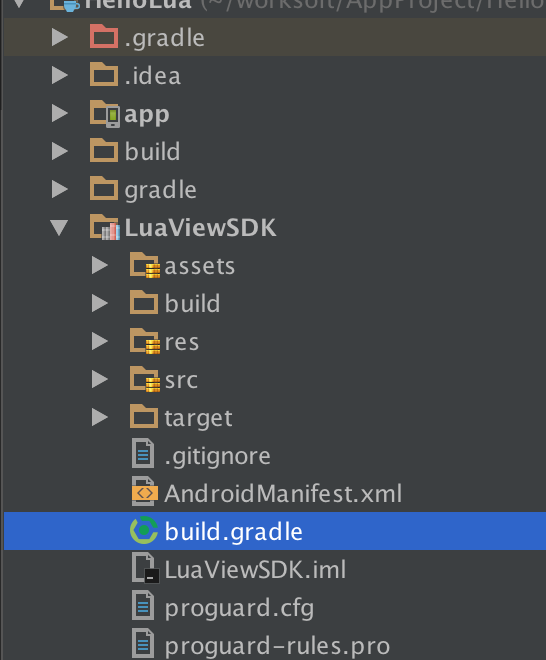 HelloLua (~/worksoft/AppProject/Hello
.gradle
.idea
app
build
gradle
LuaViewSDK
assets
build
res
src
target
.gitignore
AndroidManifest.xml
build.gradle
LuaViewSDK.iml
proguard.cfg
proguard-rules.pro